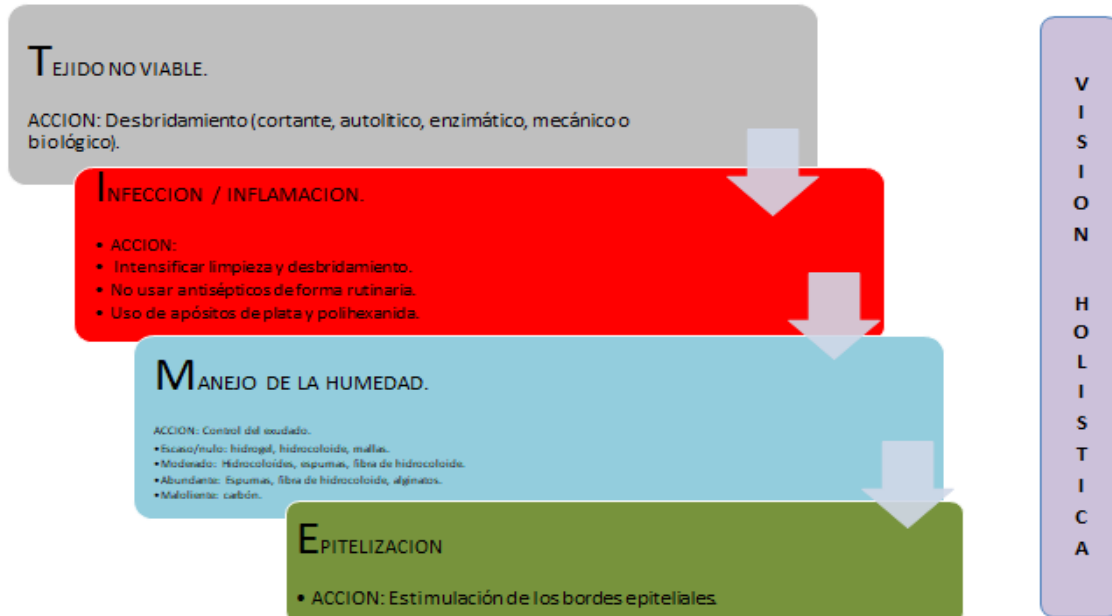 TEJIDO NO VIABLE.
ACCION: Desbridamiento (cortante, autolítico, enzimático, mecánico o
biológico).
INFECCION / INFLAMACION.
• ACCION:
• Intensificar limpieza y desbridamiento.
• No usar antisépticos de forma rutinaria.
• Uso de apósitos de plata y polihexanida.
MANEJO DE LA HUMEDAD.
ACCION: Control del exudado.
•Escaso/nulo: hidrogel, hidrocoloide, mallas.
•Moderado: Hidrocoloides, espumas, fibra de hidrocoloide.
•Abundante: Espumas, fibra de hidrocoloide, alginatos.
•Maloliente: carbón.
EPITELIZACION
• ACCION: Estimulación de los bordes epiteliales.
VISION HOLISTICA